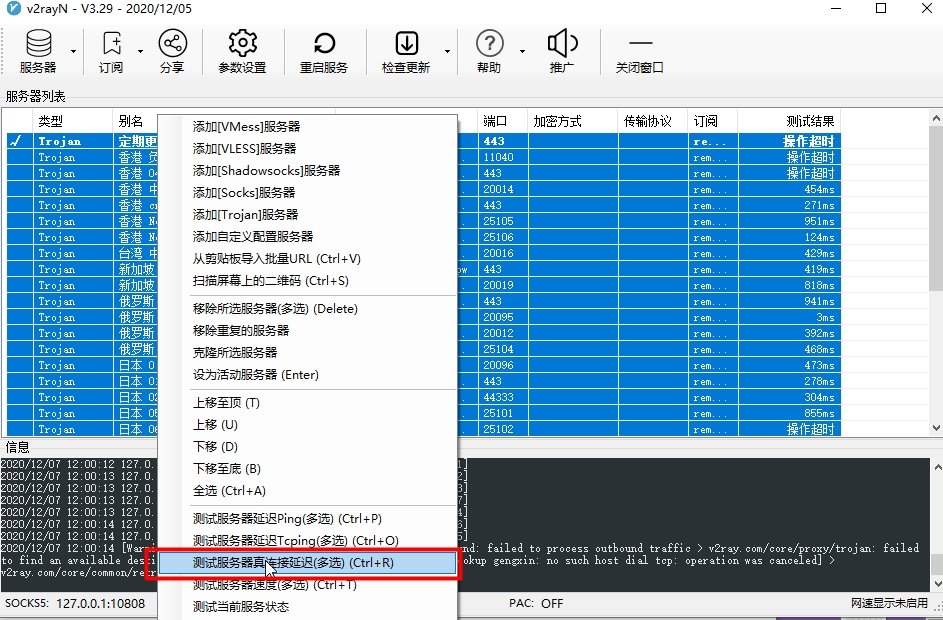 v2rayN - V3.29 - 2020/12/05
服务器 订阅 分享 参数设置 重启服务 检查更新 帮助 推广 关闭窗口
服务器列表
类型 别名 端口 加密方式 传输协议 订阅 测试结果
Trojan 定期更 443 re... 操作超时
Trojan 香港 11040 rem... 操作超时
Trojan 香港 04 443 rem... 操作超时
Trojan 香港 中 20014 rem... 454ms
Trojan 香港 cn 443 rem... 271ms
Trojan 香港 25105 rem... 951ms
Trojan 香港 25106 rem... 124ms
Trojan 台湾 中 20016 rem... 429ms
Trojan 新加坡 ow 443 rem... 419ms
Trojan 新加坡 20019 rem... 818ms
Trojan 俄罗斯 443 rem... 941ms
Trojan 俄罗斯 20095 rem... 3ms
Trojan 俄罗斯 20012 rem... 392ms
Trojan 俄罗斯 25104 rem... 468ms
Trojan 日本 0 20096 rem... 473ms
Trojan 日本 443 rem... 278ms
Trojan 日本 02 44333 rem... 304ms
Trojan 日本 05 25101 rem... 855ms
Trojan 日本 06 25102 rem... 操作超时
添加[VMess]服务器
添加[VLESS]服务器
添加[Shadowsocks]服务器
添加[Socks]服务器
添加[Trojan]服务器
添加自定义配置服务器
从剪贴板导入批量URL (Ctrl+V)
扫描屏幕上的二维码 (Ctrl+S)
移除所选服务器(多选) (Delete)
移除重复的服务器
克隆所选服务器
设为活动服务器 (Enter)
上移至顶 (T)
上移 (U)
下移 (D)
下移至底 (B)
全选 (Ctrl+A)
测试服务器延迟Ping(多选) (Ctrl+P)
测试服务器延迟Tcping(多选) (Ctrl+O)
测试服务器真连接延迟(多选) (Ctrl+R)
测试服务器速度(多选) (Ctrl+T)
测试当前服务状态
信息
2020/12/07 12:00:12 127.0.
2020/12/07 12:00:13 127.0.
2020/12/07 12:00:13 127.0.
2020/12/07 12:00:13 127.0.
2020/12/07 12:00:13 127.0.
2020/12/07 12:00:14 127.0.
2020/12/07 12:00:14 127.0.
2020/12/07 12:00:14 [War nd: failed to process outbound traffic > v2ray.com/core/proxy/trojan: failed
to find an available dest ookup gengxin: no such host dial tcp: operation was canceled] >
v2ray.com/core/common/retr
SOCKS5: 127.0.0.1:10808 PAC: OFF 网速显示未启用